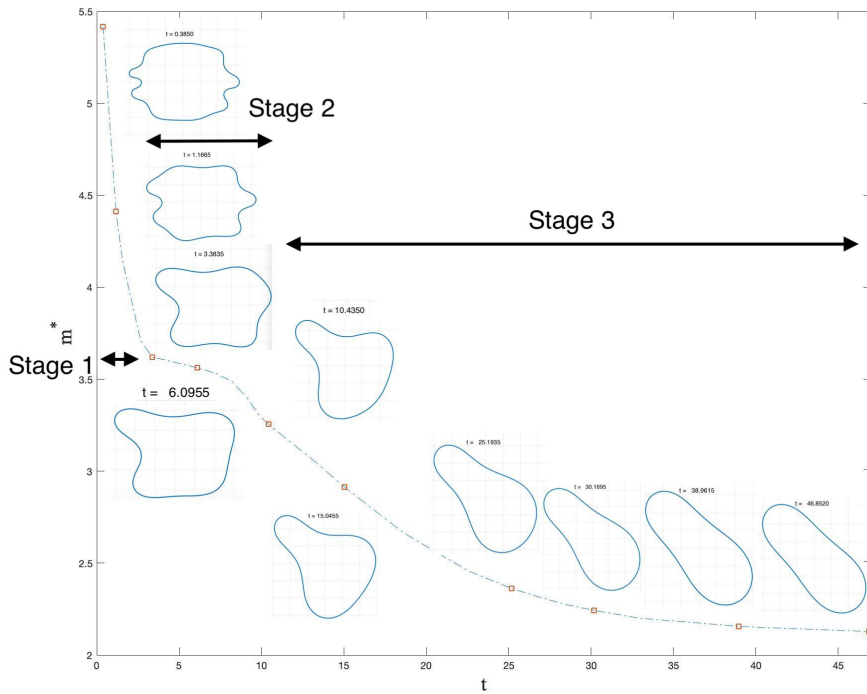 5.5
t = 0.3850
Stage 2
5
t = 1.1665
4.5
Stage 3
t = 3.3835
4
t = 10.4350
m*
Stage 1
3.5
t = 6.0955
t = 25.1935
3
t = 30.1695
t = 38.9615
t = 46.8520
t = 15.0455
2.5
2
0 5 10 15 20 25 30 35 40 45
t